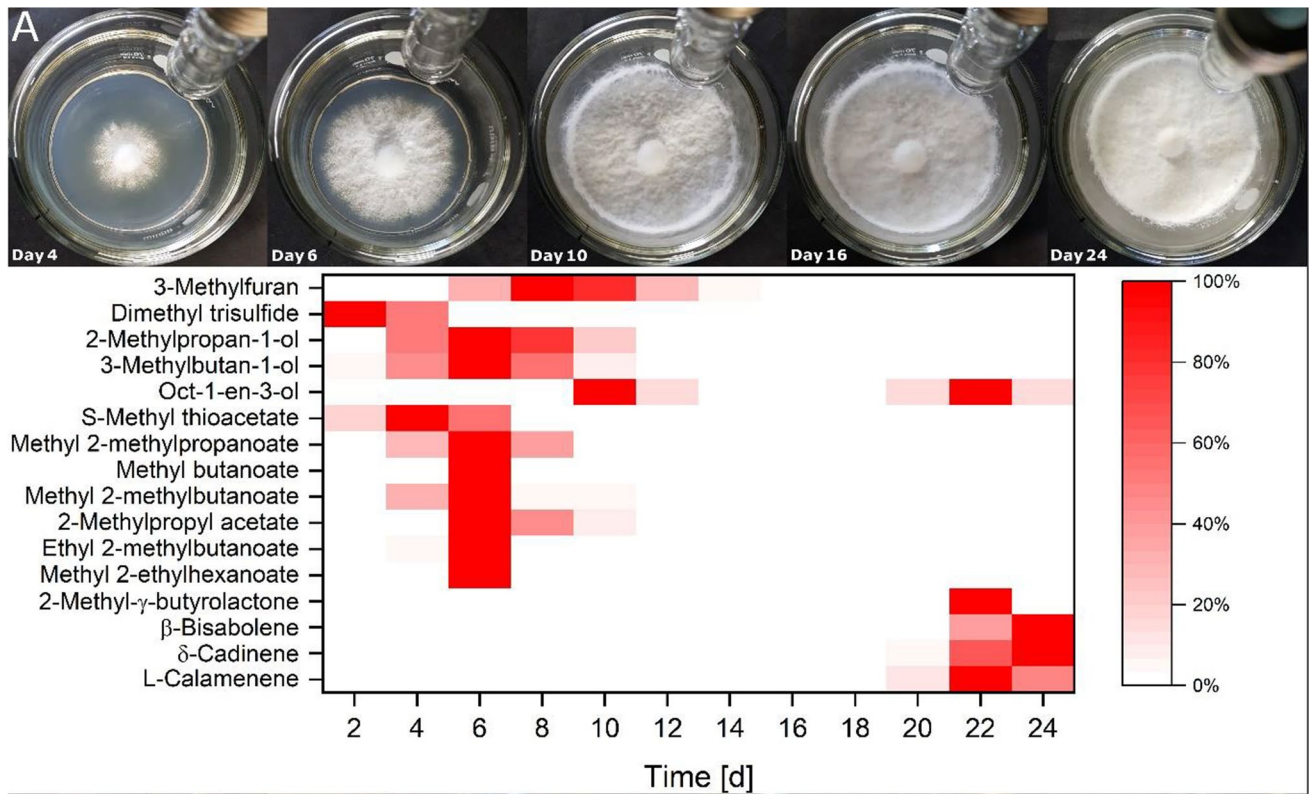 A
Day 4
Day 6
Day 10
Day 16
Day 24
3-Methylfuran
Dimethyl trisulfide
2-Methylpropan-1-ol
3-Methylbutan-1-ol
Oct-1-en-3-ol
S-Methyl thioacetate
Methyl 2-methylpropanoate
Methyl butanoate
Methyl 2-methylbutanoate
2-Methylpropyl acetate
Ethyl 2-methylbutanoate
Methyl 2-ethylhexanoate
2-Methyl-γ-butyrolactone
β-Bisabolene
δ-Cadinene
L-Calamenene
2 4 6 8 10 12 14 16 18 20 22 24
Time [d]
100%
80%
60%
40%
20%
0%